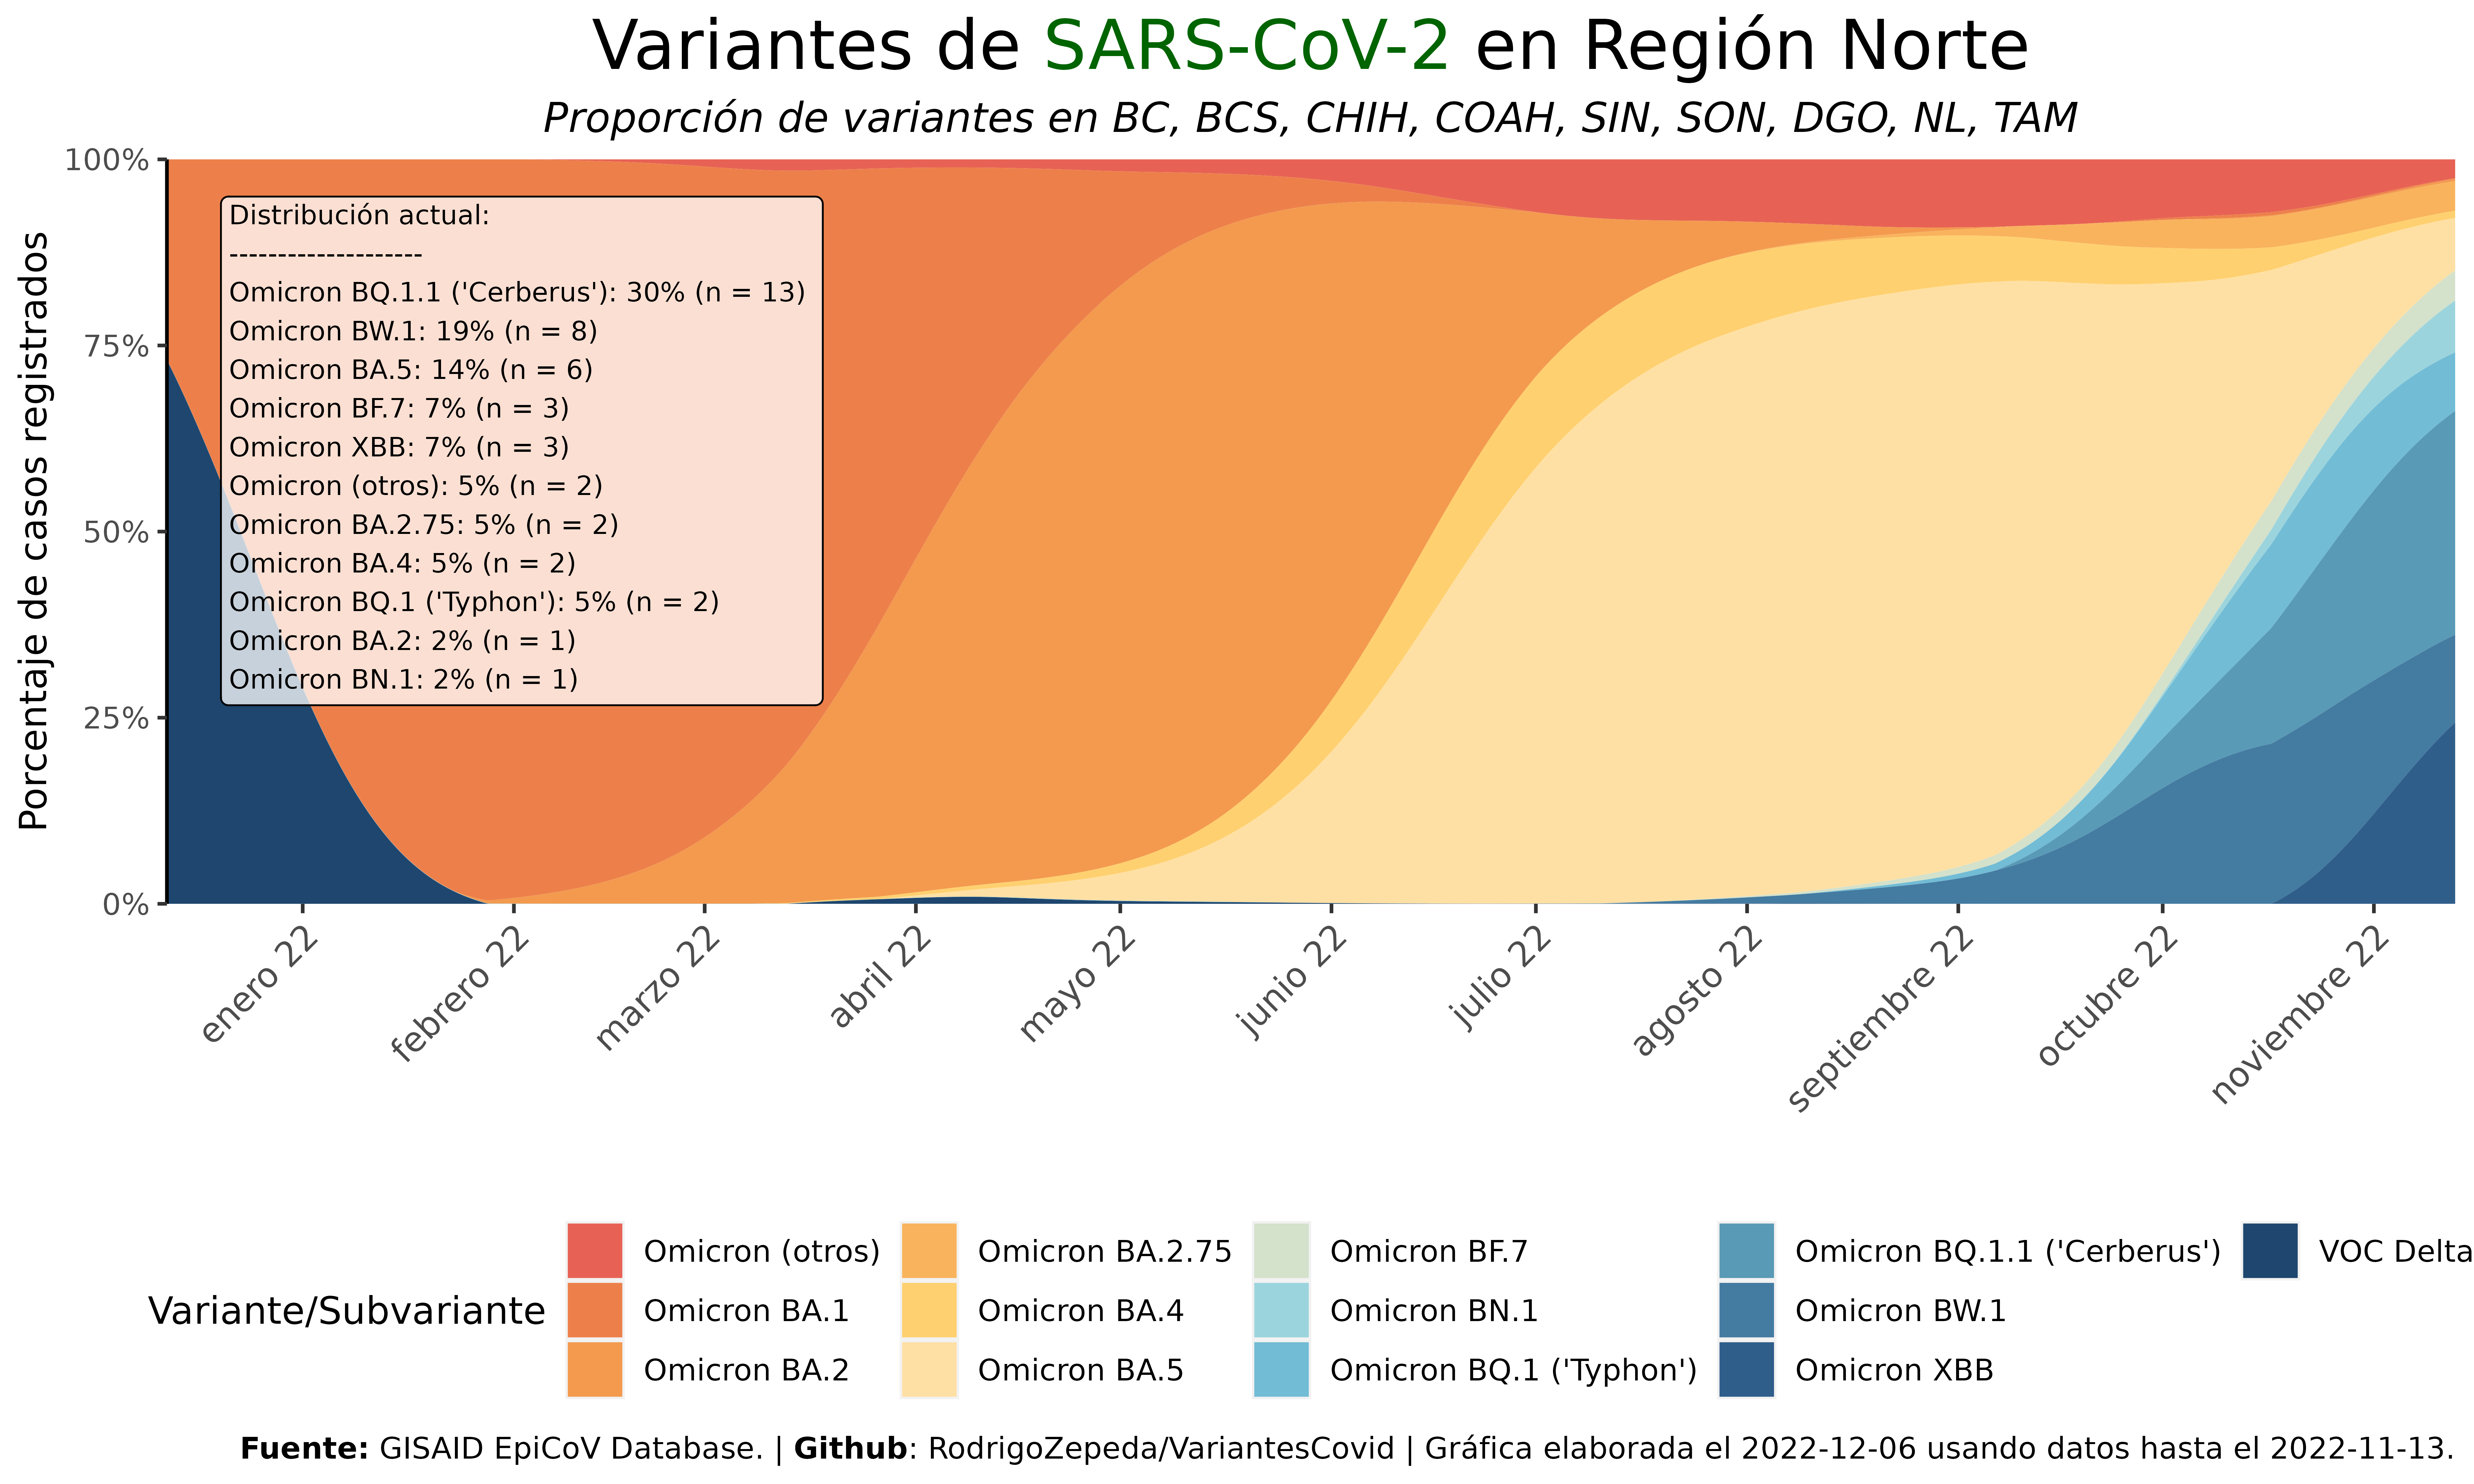 Variantes de SARS-CoV-2 en Región Norte
Proporción de variantes en BC, BCS, CHIH, COAH, SIN, SON, DGO, NL, TAM
Porcentaje de casos registrados
100%
75%
50%
25%
0%
Distribución actual:
--------------------
Omicron BQ.1.1 ('Cerberus'): 30% (n = 13)
Omicron BW.1: 19% (n = 8)
Omicron BA.5: 14% (n = 6)
Omicron BF.7: 7% (n = 3)
Omicron XBB: 7% (n = 3)
Omicron (otros): 5% (n = 2)
Omicron BA.2.75: 5% (n = 2)
Omicron BA.4: 5% (n = 2)
Omicron BQ.1 ('Typhon'): 5% (n = 2)
Omicron BA.2: 2% (n = 1)
Omicron BN.1: 2% (n = 1)
enero 22
febrero 22
marzo 22
abril 22
mayo 22
junio 22
julio 22
agosto 22
septiembre 22
octubre 22
noviembre 22
Variante/Subvariante
Omicron (otros)
Omicron BA.1
Omicron BA.2
Omicron BA.2.75
Omicron BA.4
Omicron BA.5
Omicron BF.7
Omicron BN.1
Omicron BQ.1 ('Typhon')
Omicron BQ.1.1 ('Cerberus')
Omicron BW.1
Omicron XBB
VOC Delta
Fuente: GISAID EpiCoV Database. | Github: RodrigoZepeda/VariantesCovid | Gráfica elaborada el 2022-12-06 usando datos hasta el 2022-11-13.